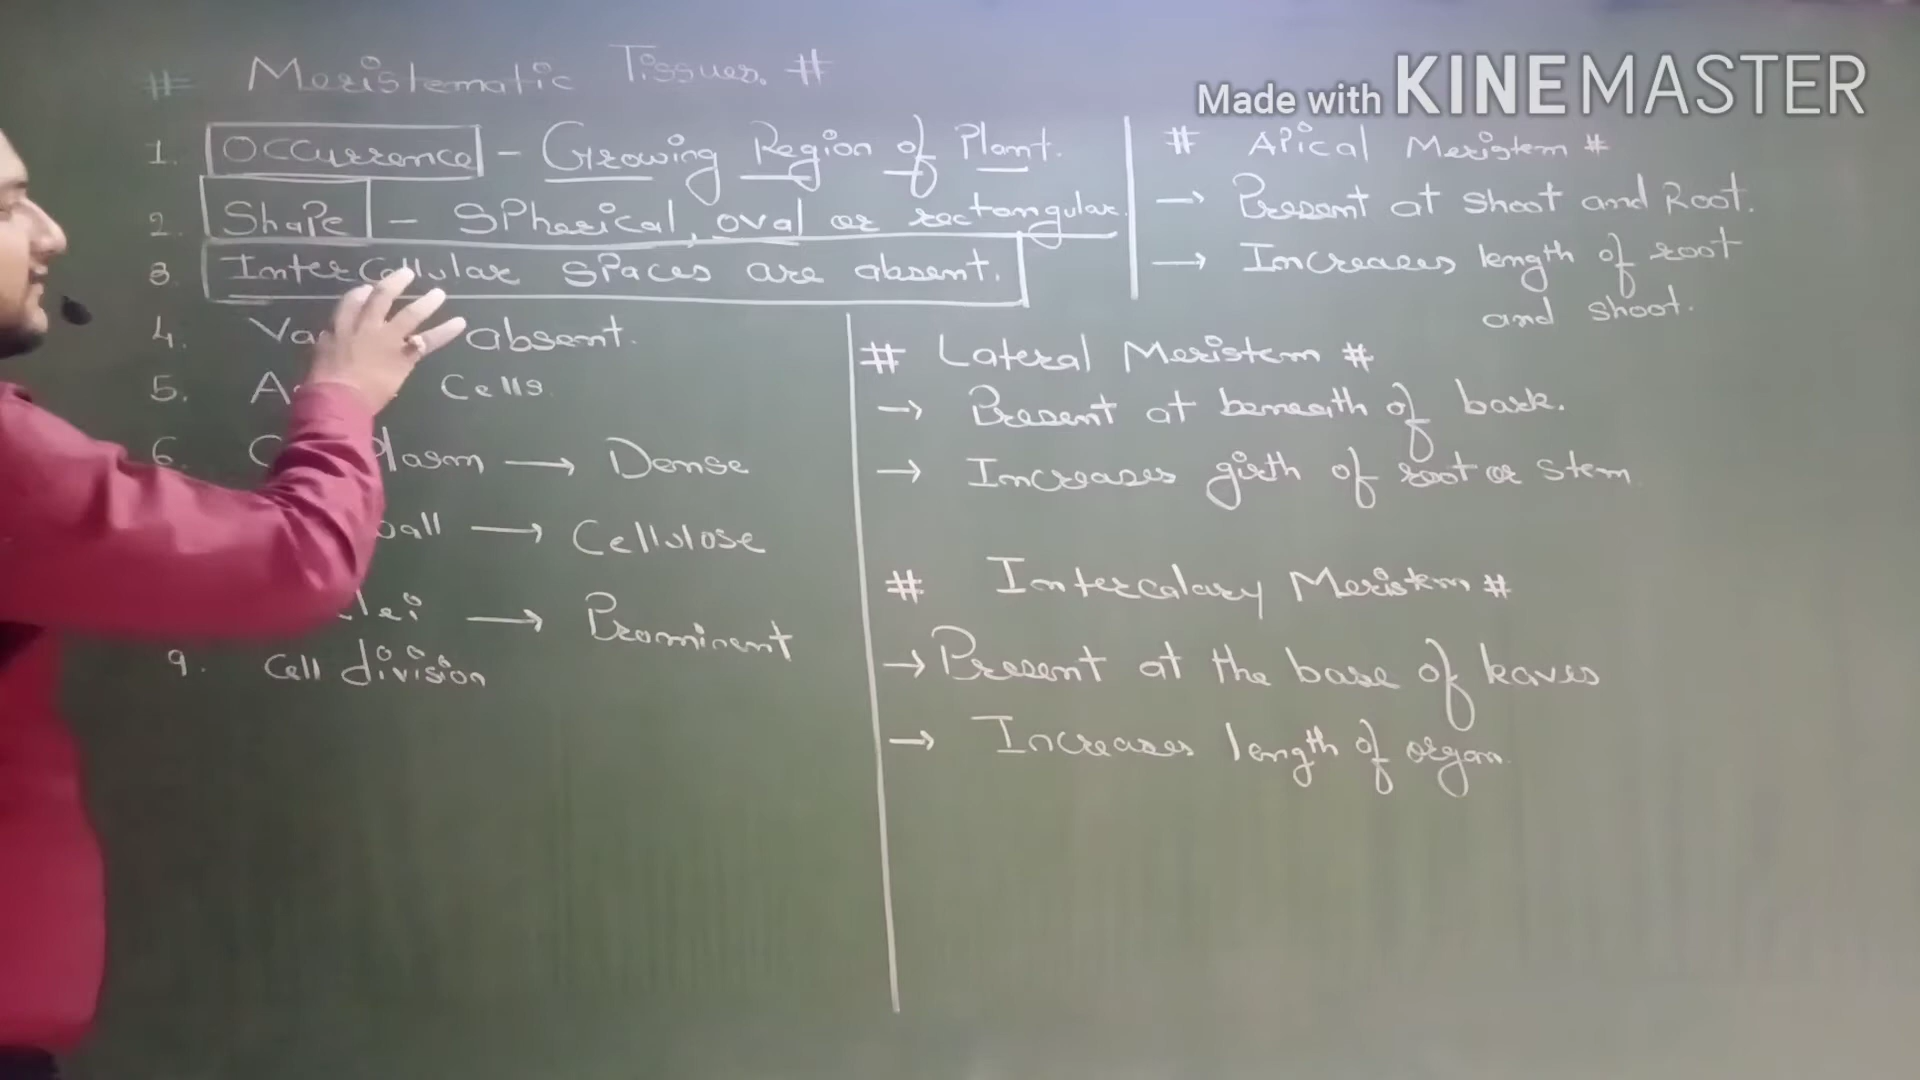 # Meristematic Tissues. #
Made with KINEMASTER
1. Occurrence - Growing Region of Plant.
2. Shape - Spherical, oval or rectangular.
3. Intercellular spaces are absent.
4. absent.
5. Cells.
6. → Dense
→ Cellulose
→ Prominent
9. Cell division
# Apical Meristem #
→ Present at shoot and Root.
→ Increases length of root
and shoot.
# Lateral Meristem #
→ Present at beneath of bark.
→ Increases girth of root or stem
# Intercalary Meristem #
→ Present at the base of leaves
→ Increases length of organ.